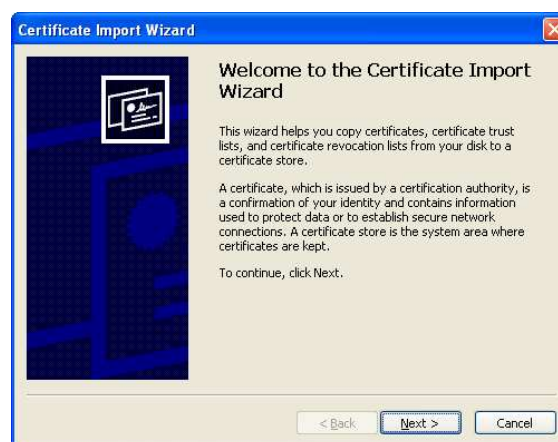 Certificate Import Wizard
Welcome to the Certificate Import
Wizard
This wizard helps you copy certificates, certificate trust
lists, and certificate revocation lists from your disk to a
certificate store.
A certificate, which is issued by a certification authority, is
a confirmation of your identity and contains information
used to protect data or to establish secure network
connections. A certificate store is the system area where
certificates are kept.
To continue, click Next.
< Back Next > Cancel